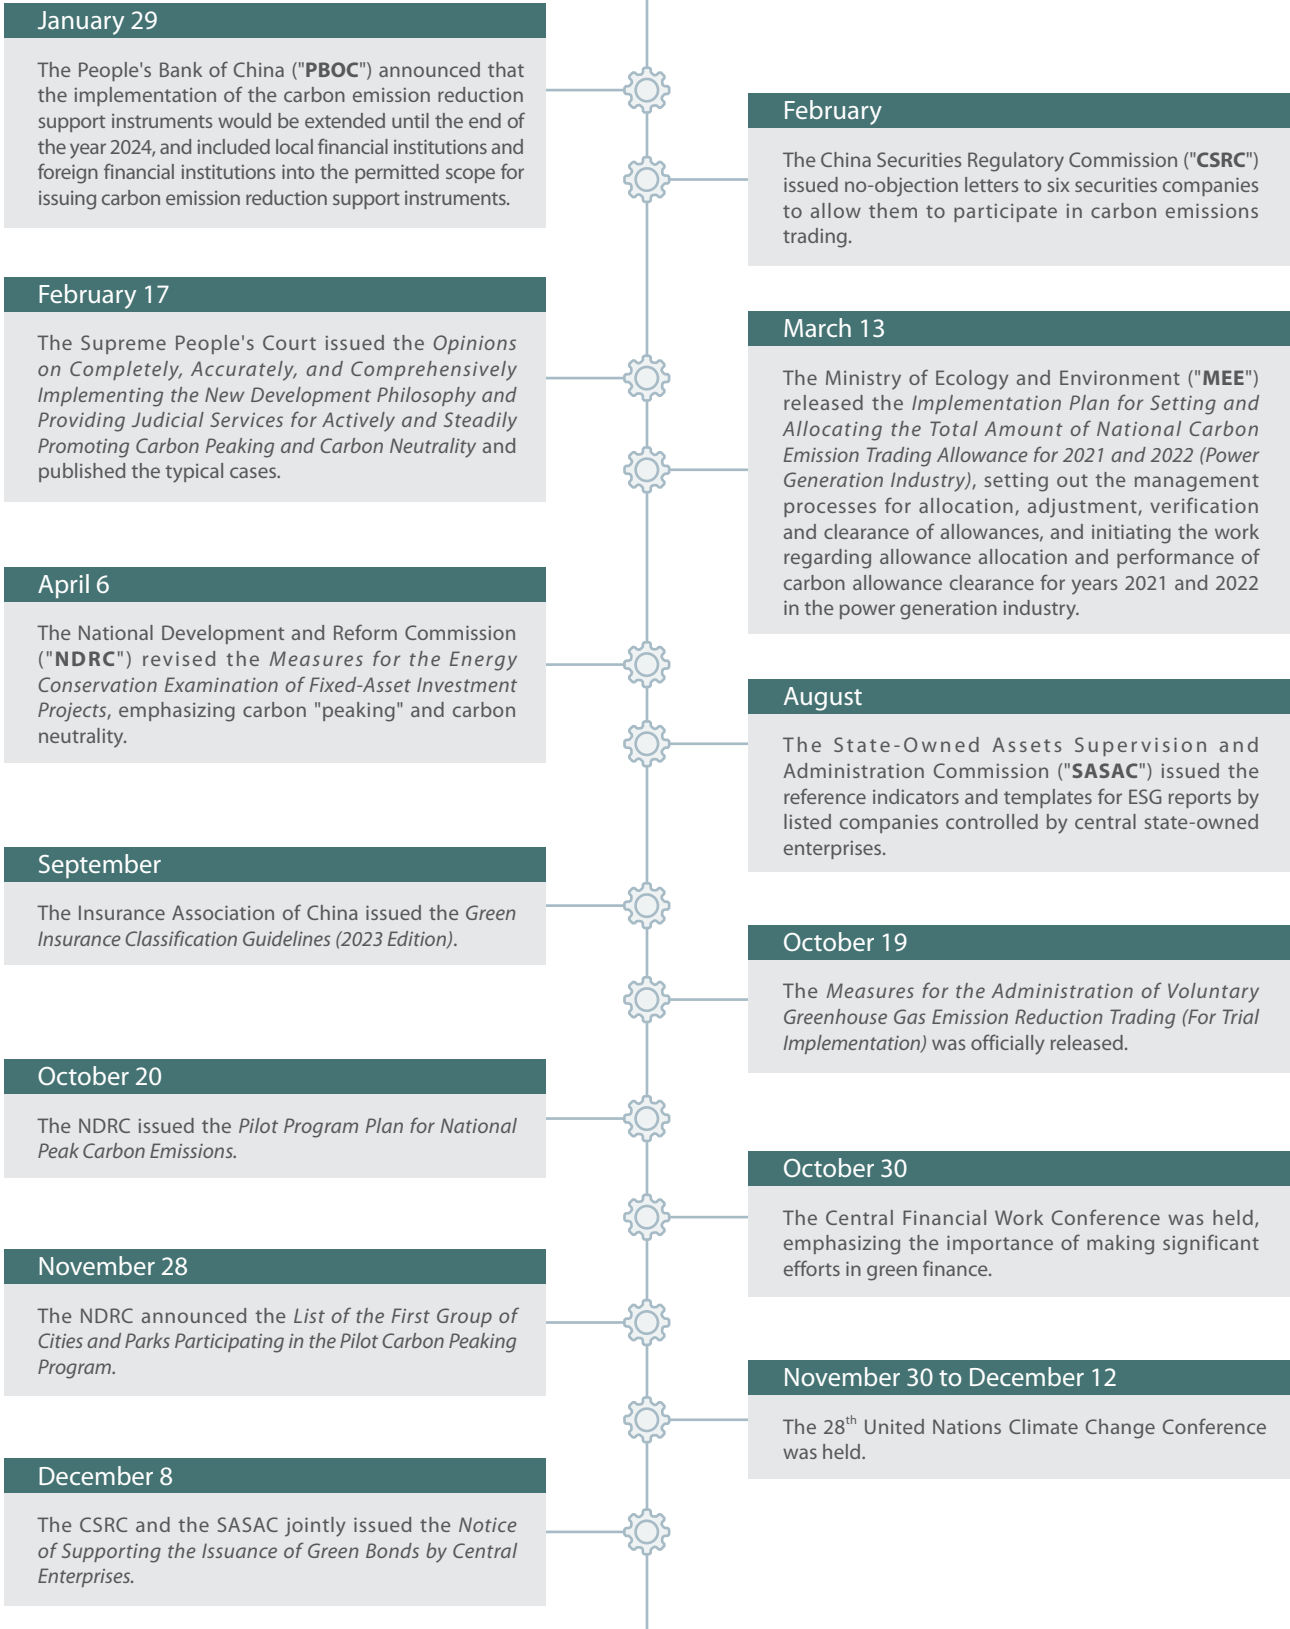 January 29
The People's Bank of China ("PBOC") announced that
the implementation of the carbon emission reduction
support instruments would be extended until the end of
the year 2024, and included local financial institutions and
foreign financial institutions into the permitted scope for
issuing carbon emission reduction support instruments.
February
The China Securities Regulatory Commission ("CSRC")
issued no-objection letters to six securities companies
to allow them to participate in carbon emissions
trading.
February 17
The Supreme People's Court issued the Opinions
on Completely, Accurately, and Comprehensively
Implementing the New Development Philosophy and
Providing Judicial Services for Actively and Steadily
Promoting Carbon Peaking and Carbon Neutrality and
published the typical cases.
March 13
The Ministry of Ecology and Environment ("MEE")
released the Implementation Plan for Setting and
Allocating the Total Amount of National Carbon
Emission Trading Allowance for 2021 and 2022 (Power
Generation Industry), setting out the management
processes for allocation, adjustment, verification
and clearance of allowances, and initiating the work
regarding allowance allocation and performance of
carbon allowance clearance for years 2021 and 2022
in the power generation industry.
April 6
The National Development and Reform Commission
("NDRC") revised the Measures for the Energy
Conservation Examination of Fixed-Asset Investment
Projects, emphasizing carbon "peaking" and carbon
neutrality.
August
The State-Owned Assets Supervision and
Administration Commission ("SASAC") issued the
reference indicators and templates for ESG reports by
listed companies controlled by central state-owned
enterprises.
September
The Insurance Association of China issued the Green
Insurance Classification Guidelines (2023 Edition).
October 19
The Measures for the Administration of Voluntary
Greenhouse Gas Emission Reduction Trading (For Trial
Implementation) was officially released.
October 20
The NDRC issued the Pilot Program Plan for National
Peak Carbon Emissions.
October 30
The Central Financial Work Conference was held,
emphasizing the importance of making significant
efforts in green finance.
November 28
The NDRC announced the List of the First Group of
Cities and Parks Participating in the Pilot Carbon Peaking
Program.
November 30 to December 12
The 28th United Nations Climate Change Conference
was held.
December 8
The CSRC and the SASAC jointly issued the Notice
of Supporting the Issuance of Green Bonds by Central
Enterprises.